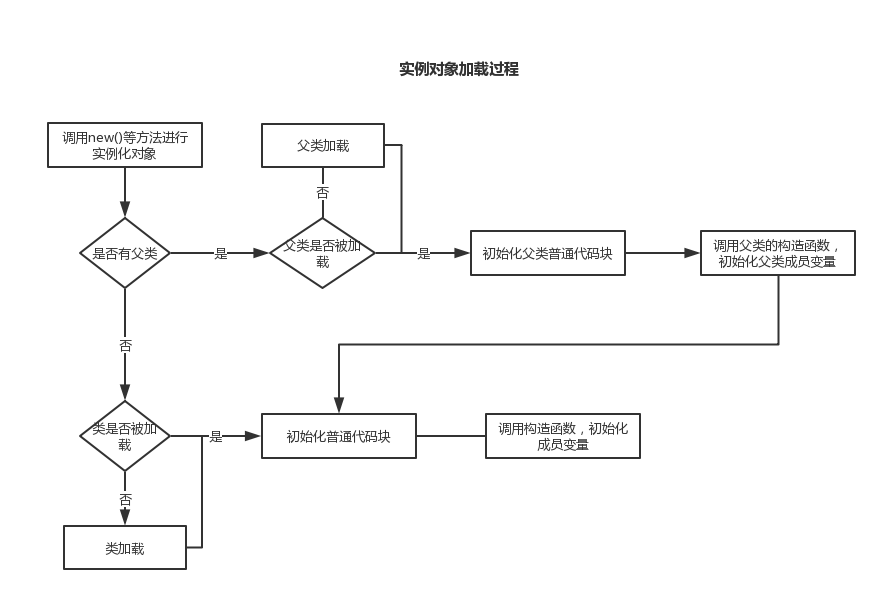 实例对象加载过程
调用new()等方法进行
实例化对象
父类加载
否
是否有父类
是
父类是否被加
载
是
初始化父类普通代码块
调用父类的构造函数，
初始化父类成员变量
否
类是否被加
载
是
初始化普通代码块
调用构造函数，初始化
成员变量
否
类加载